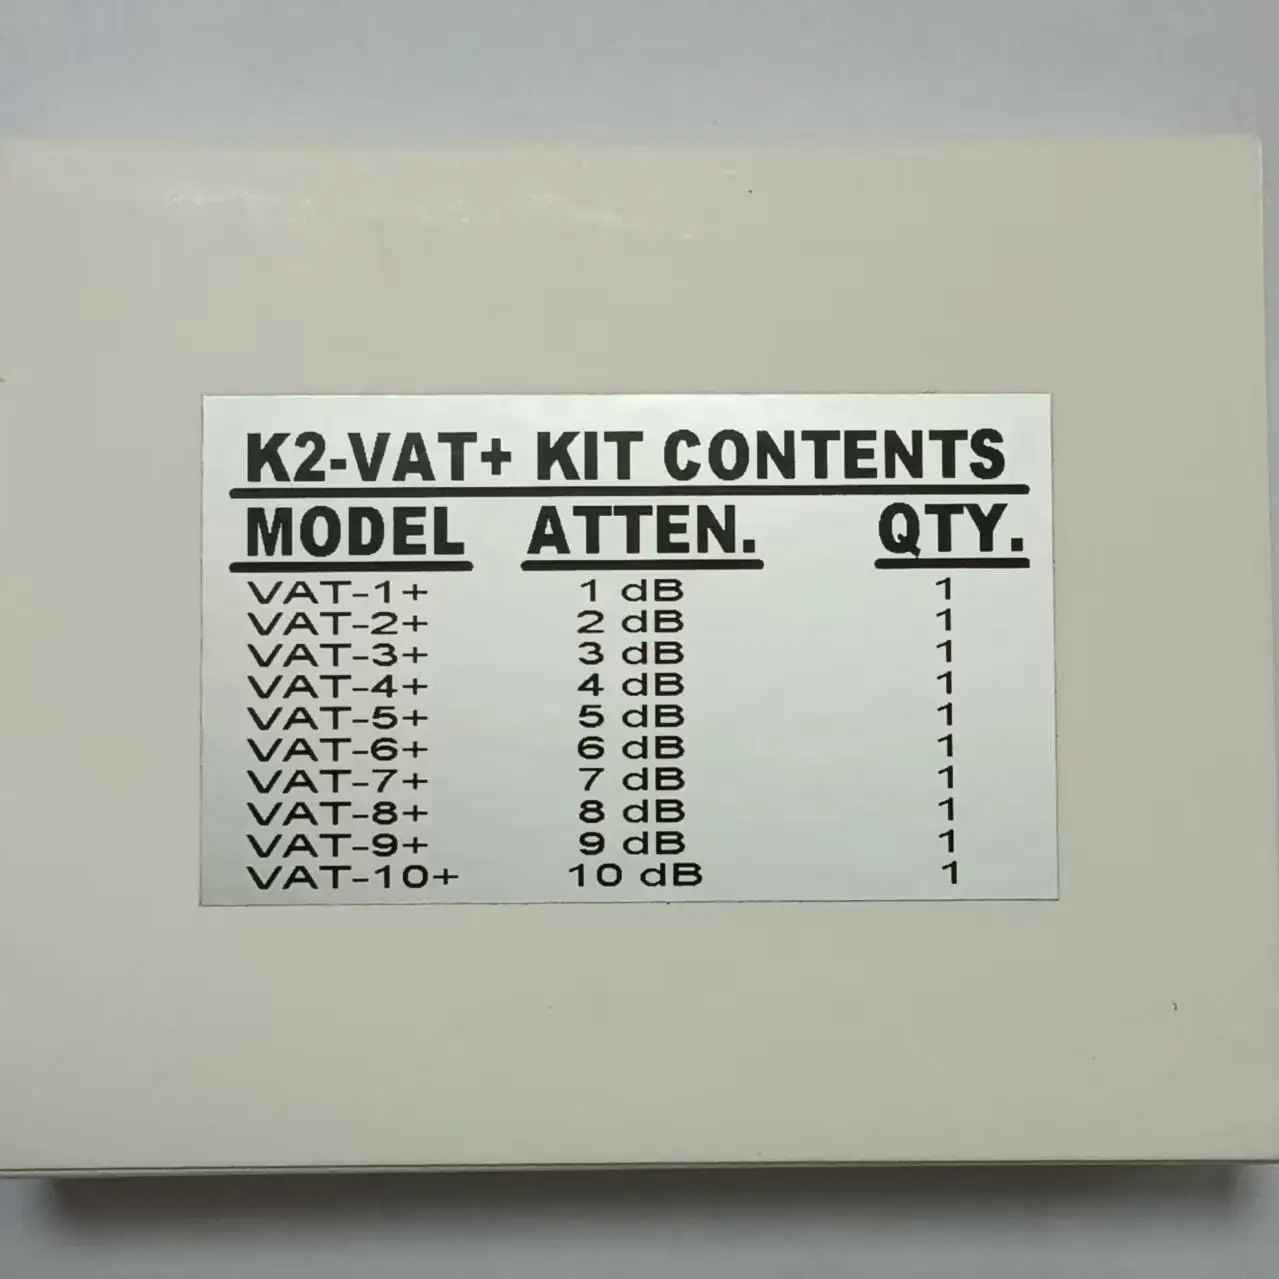 K2-VAT+ KIT CONTENTS
MODEL ATTEN. QTY.
VAT-1+ 1 dB 1
VAT-2+ 2 dB 1
VAT-3+ 3 dB 1
VAT-4+ 4 dB 1
VAT-5+ 5 dB 1
VAT-6+ 6 dB 1
VAT-7+ 7 dB 1
VAT-8+ 8 dB 1
VAT-9+ 9 dB 1
VAT-10+ 10 dB 1